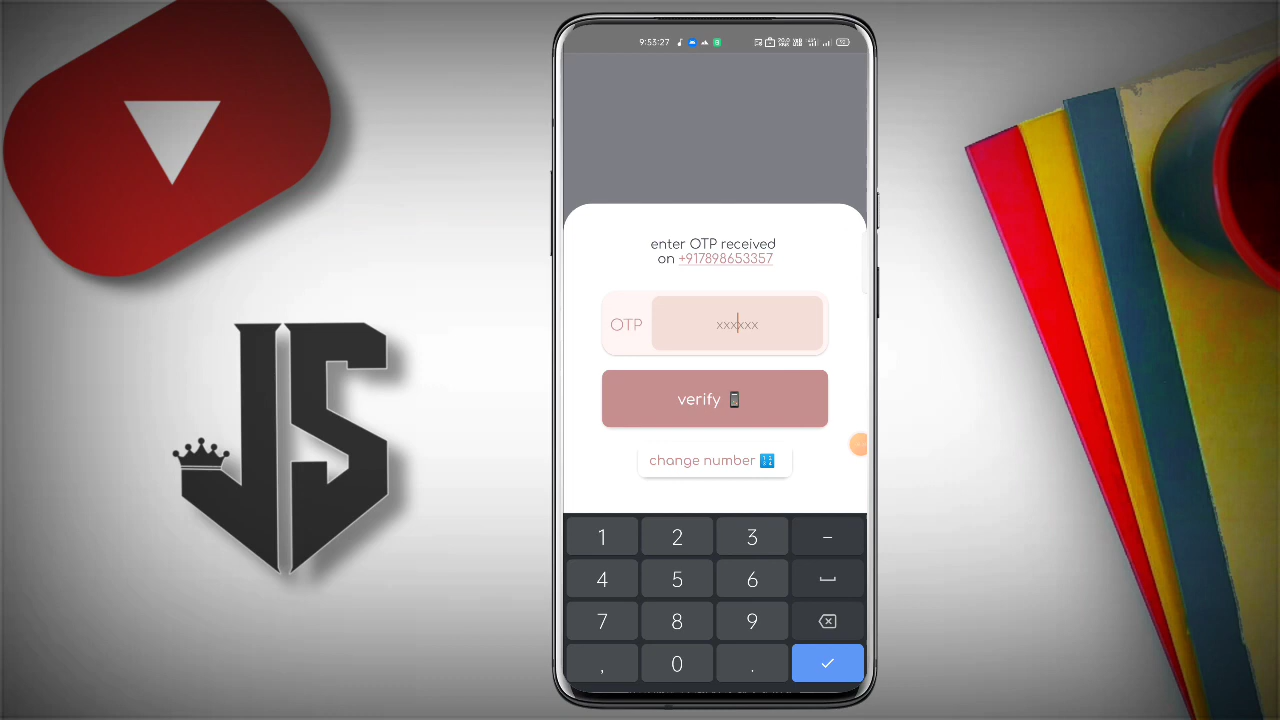 JS
9:53:27
enter OTP received
on +917898653357
OTP
xxxxxx
verify
change number
1 2 3 -
4 5 6
7 8 9
, 0 .